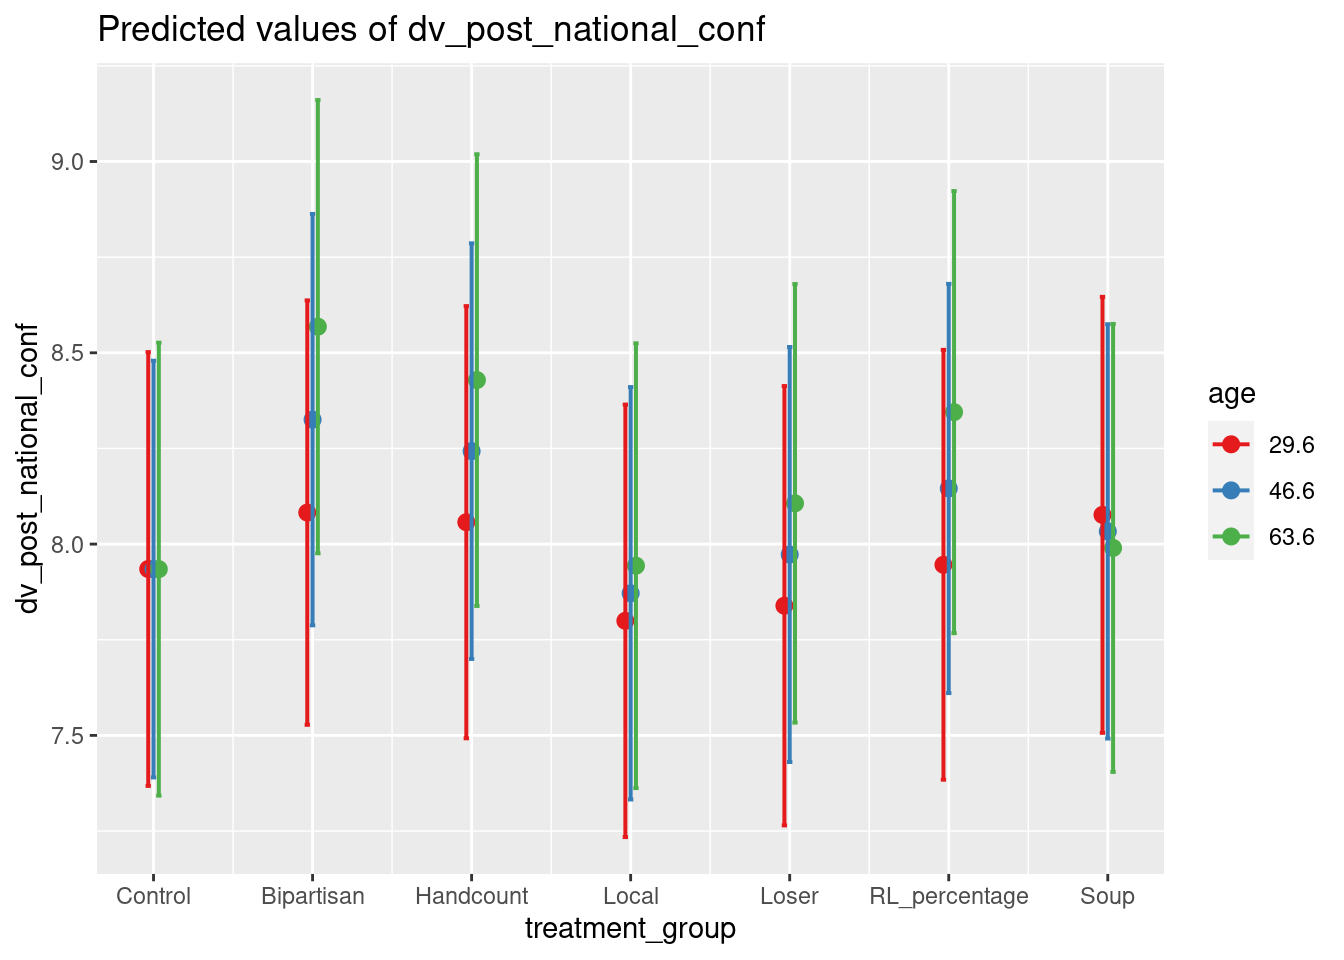 Predicted values of dv_post_national_conf
dv_post_national_conf
9.0
8.5
8.0
7.5
Control Bipartisan Handcount Local Loser RL_percentage Soup
treatment_group
age
29.6
46.6
63.6